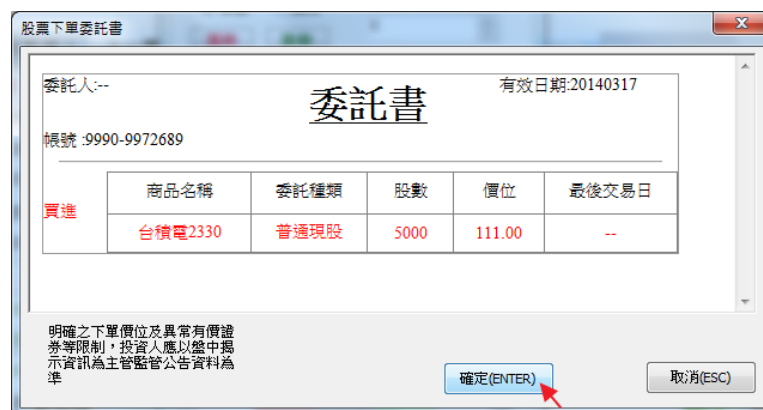 股票下單委託書
委託人:--
委託書
有效日期:20140317
帳號 :9990-9972689
買進
商品名稱 委託種類 股數 價位 最後交易日
台積電2330 普通現股 5000 111.00 --
明確之下單價位及異常有價證
券等限制，投資人應以盤中揭
示資訊為主管監管公告資料為
準
確定(ENTER)
取消(ESC)